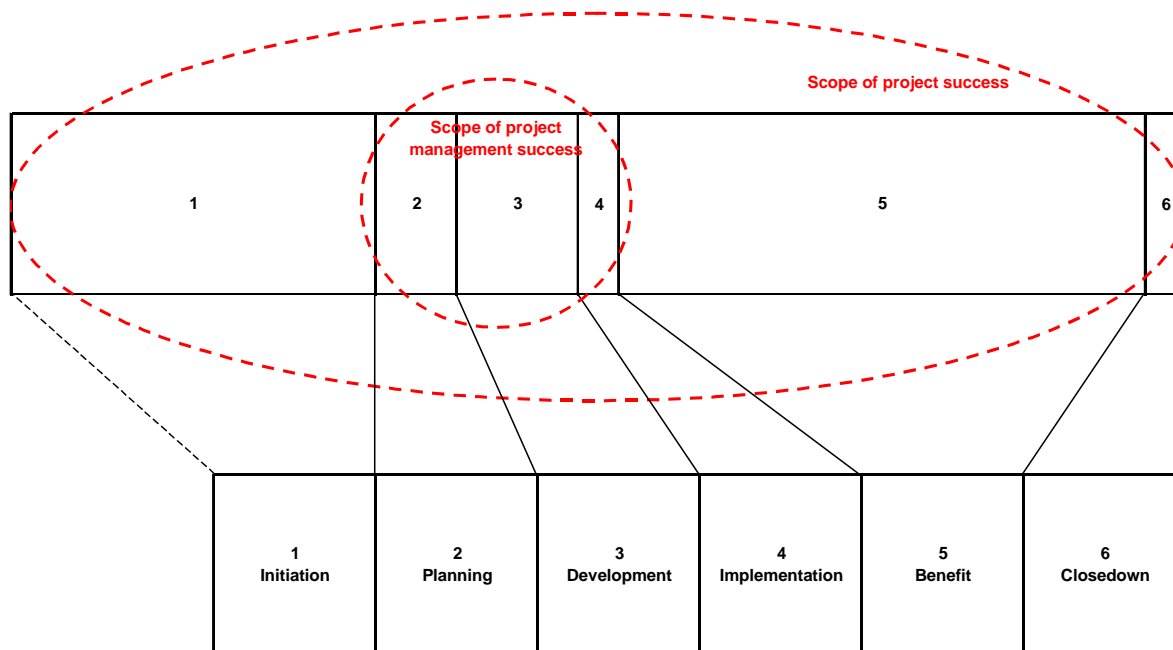 Scope of project success
Scope of project
management success
1
2
3
4
5
6
1
Initiation
2
Planning
3
Development
4
Implementation
5
Benefit
6
Closedown